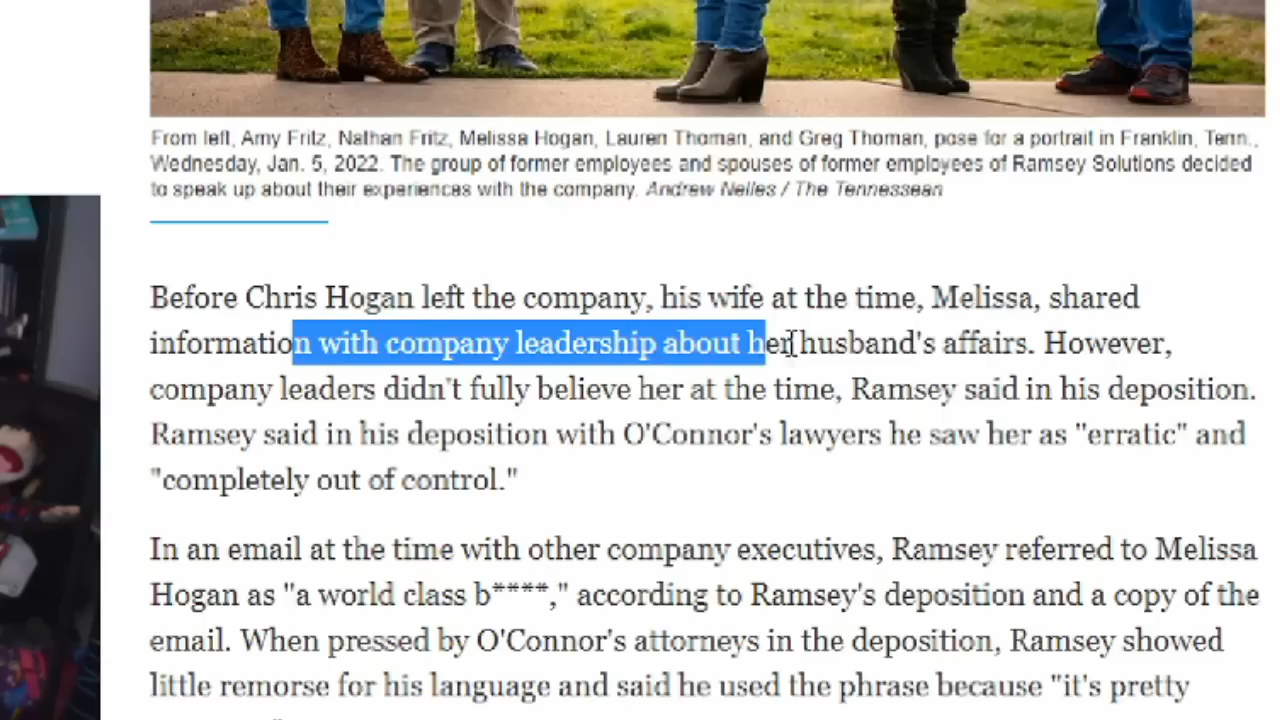 From left, Amy Fritz, Nathan Fritz, Melissa Hogan, Lauren Thoman, and Greg Thoman, pose for a portrait in Franklin, Tenn.,
Wednesday, Jan. 5, 2022. The group of former employees and spouses of former employees of Ramsey Solutions decided
to speak up about their experiences with the company. Andrew Nelles / The Tennessean
Before Chris Hogan left the company, his wife at the time, Melissa, shared
information with company leadership about her husband's affairs. However,
company leaders didn't fully believe her at the time, Ramsey said in his deposition.
Ramsey said in his deposition with O'Connor's lawyers he saw her as "erratic" and
"completely out of control."
In an email at the time with other company executives, Ramsey referred to Melissa
Hogan as "a world class b****," according to Ramsey's deposition and a copy of the
email. When pressed by O'Connor's attorneys in the deposition, Ramsey showed
little remorse for his language and said he used the phrase because "it's pretty